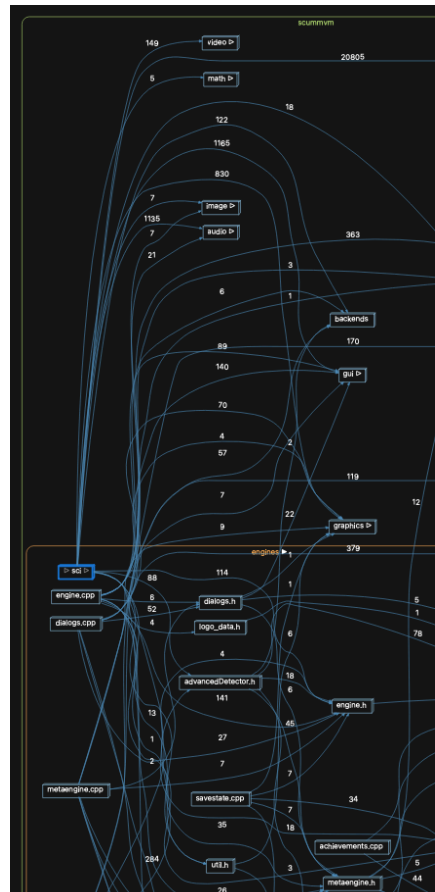 scummvm
149
video ▷
20805
5
math ▷
18
122
1165
830
7
image ▷
1135
7
audio ▷
21
363
3
6
1
backends
89
170
140
gui ▷
70
4
2
57
119
7
22
12
9
graphics ▷
engines ▶
1
379
▷ sci
88
114
1
engine.cpp
6
dialogs.h
5
52
1
dialogs.cpp
4
logo_data.h
6
78
4
advancedDetector.h
18
141
6
engine.h
13
45
1
27
2
7
7
metaengine.cpp
savestate.cpp
34
7
35
18
achievements.cpp
284
util.h
3
5
metaengine.h
44
26